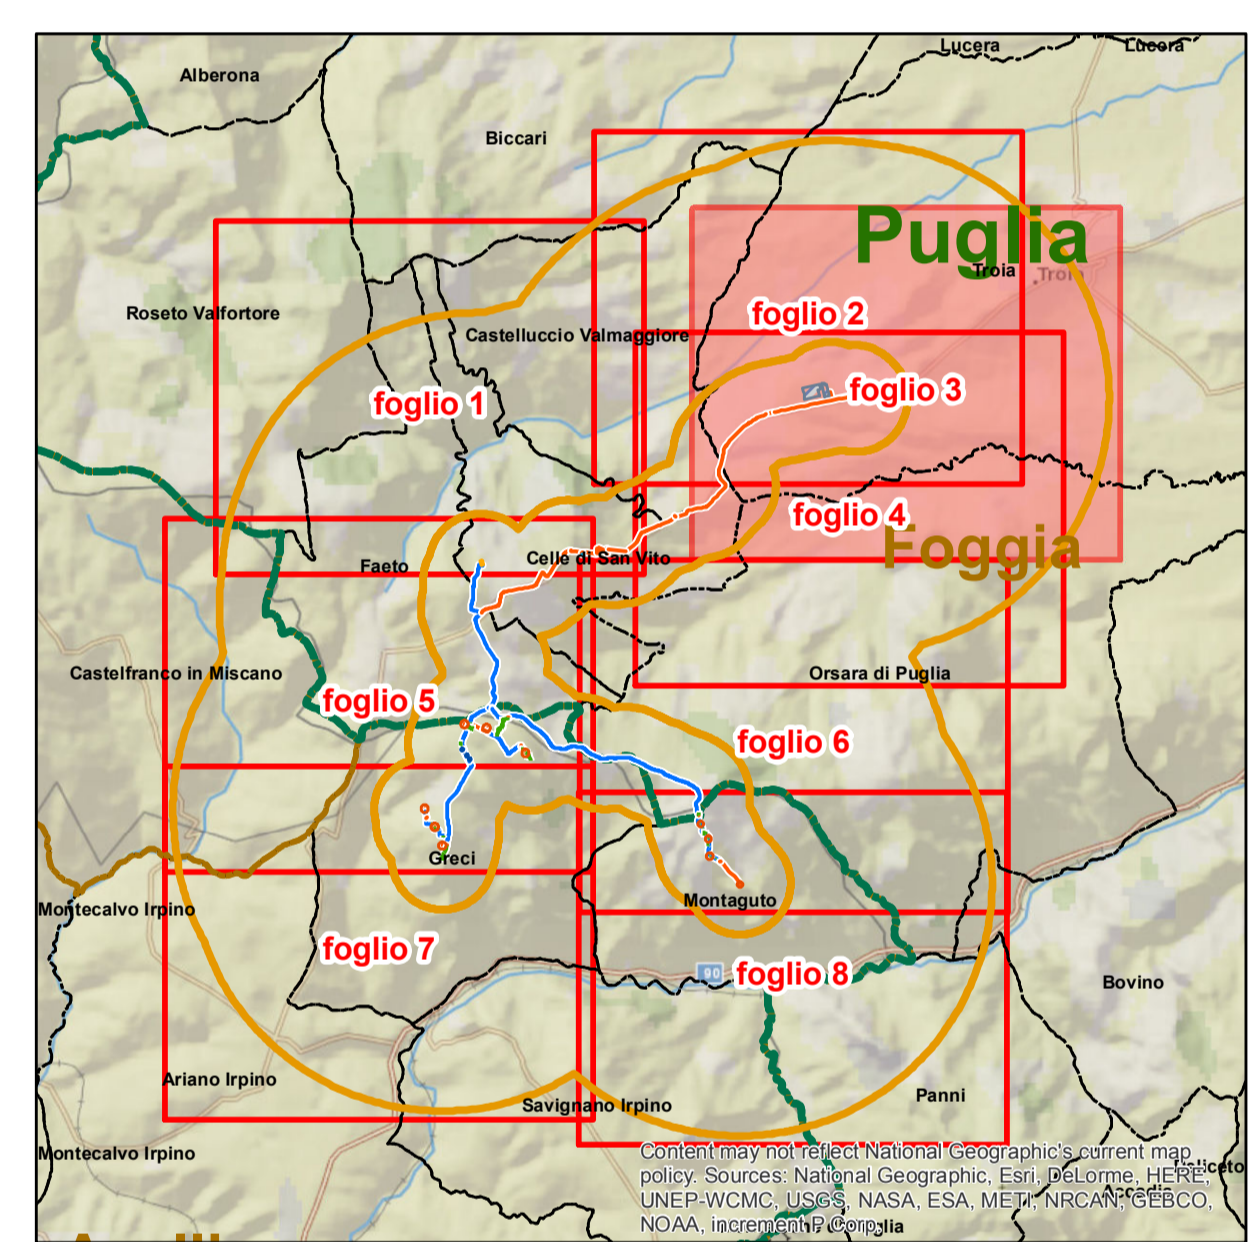 Lucera
Lucera
Alberona
Biccari
Puglia
Troia
Troia
Roseto Valfortore
foglio 2
Castelluccio Valmaggiore
foglio 1
foglio 3
foglio 4
Foggia
Celle di San Vito
Faeto
Castelfranco in Miscano
Orsara di Puglia
foglio 5
foglio 6
Greci
Montaguto
Montecalvo Irpino
foglio 7
90
foglio 8
Bovino
Ariano Irpino
Panni
Savignano Irpino
Montecalvo Irpino
Content may not reflect National Geographic's current map
policy. Sources: National Geographic, Esri, DeLorme, HERE,
UNEP-WCMC, USGS, NASA, ESA, METI, NRCAN, GEBCO,
NOAA, increment P Corp.